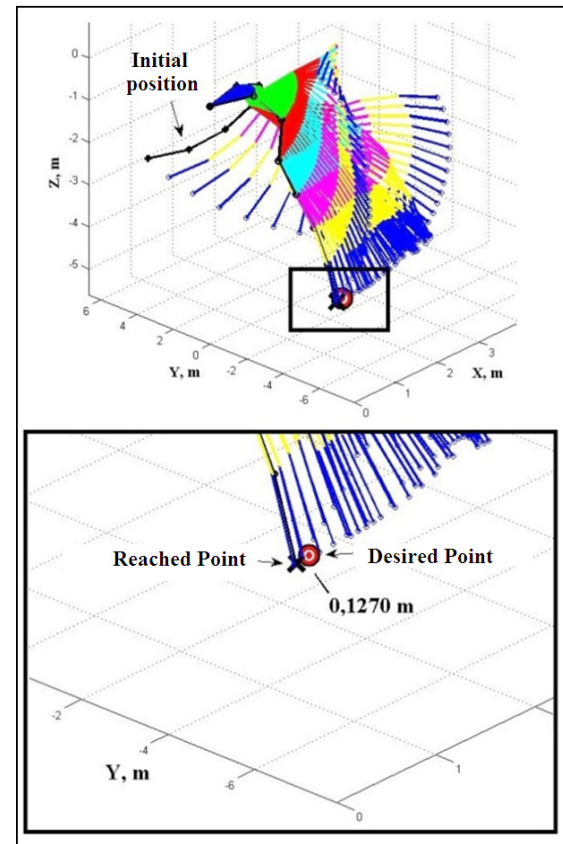 Initial
position
0
-1
-2
-3
-4
-5
Z, m
6
4
2
0
-2
-4
-6
Y, m
0
1
2
3
X, m
Reached Point
Desired Point
0,1270 m
-2
-4
-6
Y, m
0
1